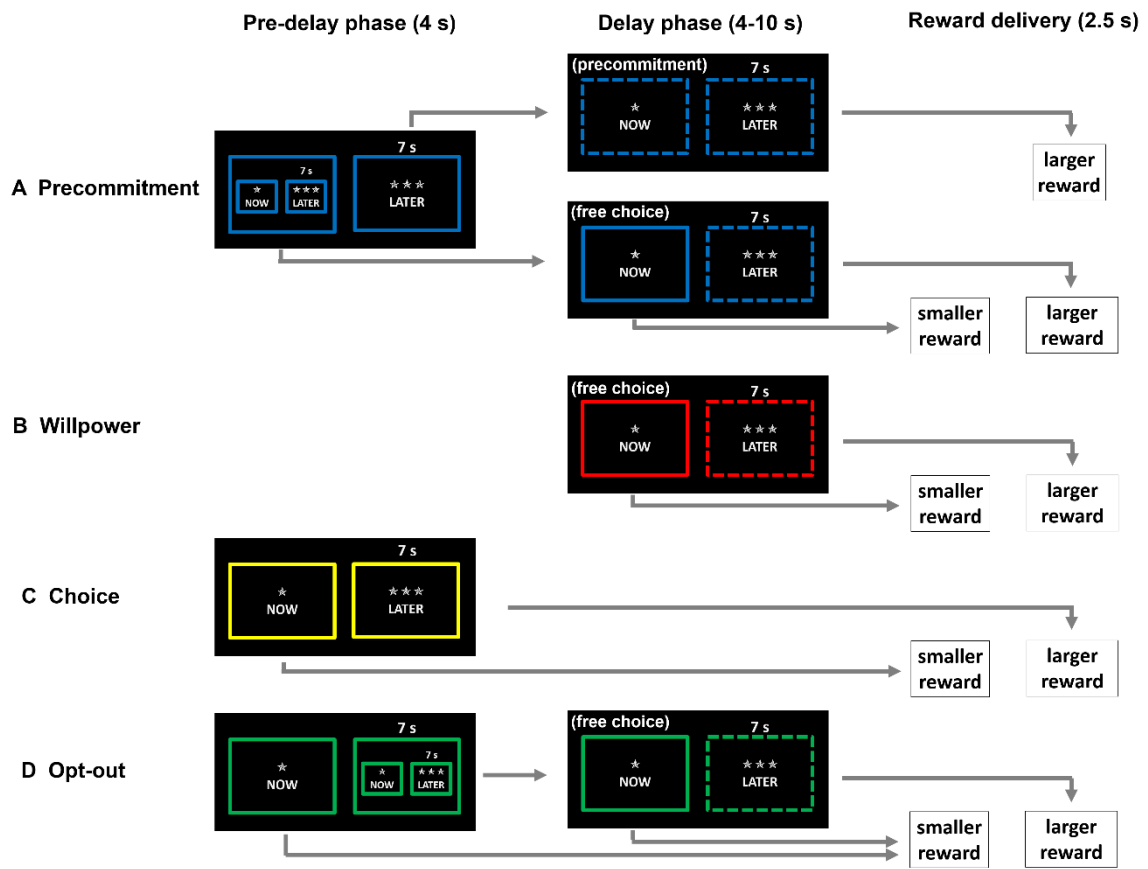 Pre-delay phase (4 s)
Delay phase (4-10 s)
Reward delivery (2.5 s)
A Precommitment
7 s
7 s
NOW
LATER
LATER
(precommitment)
7 s
NOW
LATER
larger
reward
(free choice)
7 s
NOW
LATER
smaller
reward
larger
reward
B Willpower
(free choice)
7 s
NOW
LATER
smaller
reward
larger
reward
C Choice
7 s
NOW
LATER
smaller
reward
larger
reward
D Opt-out
7 s
NOW
7 s
NOW
LATER
(free choice)
7 s
NOW
LATER
smaller
reward
larger
reward